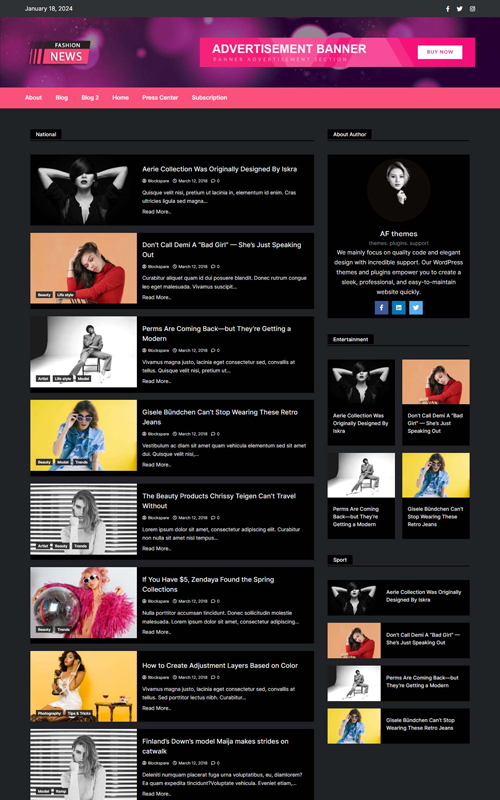 January 18, 2024
FASHION
NEWS
ADVERTISEMENT BANNER
BANNER ADVERTISEMENT SECTION
BUY NOW
About Blog Blog 2 Home Press Center Subscription
National
Aerie Collection Was Originally Designed By Iskra
Blockspare March 12, 2018 0
Quisque velit nisi, pretium ut lacinia in, elementum id enim. Cras
ultricies ligula sed magna...
Read More..
Don't Call Demi A "Bad Girl" — She's Just Speaking
Out
Blockspare March 12, 2018 0
Curabitur aliquet quam id dui posuere blandit. Donec rutrum congue
leo eget malesuada. Vivamus suscipit...
Read More..
Beauty Life style
Perms Are Coming Back—but They're Getting a
Modern
Blockspare March 12, 2018 0
Vivamus magna justo, lacinia eget consectetur sed, convallis at
tellus. Quisque velit nisi, pretium ut...
Read More..
Artist Life style Model
Gisele Bündchen Can't Stop Wearing These Retro
Jeans
Blockspare March 12, 2018 0
Vestibulum ac diam sit amet quam vehicula elementum sed sit amet
dui. Quisque velit nisi,...
Read More..
Beauty Model Trends
The Beauty Products Chrissy Teigen Can't Travel
Without
Blockspare March 12, 2018 0
Lorem ipsum dolor sit amet, consectetur adipiscing elit. Curabitur
non nulla sit amet nisl tempus...
Read More..
Artist Beauty Trends
If You Have $5, Zendaya Found the Spring
Collections
Blockspare March 12, 2018 0
Nulla porttitor accumsan tincidunt. Donec sollicitudin molestie
malesuada. Lorem ipsum dolor sit amet, consectetur adipiscing...
Read More..
Beauty Trends
How to Create Adjustment Layers Based on Color
Blockspare March 12, 2018 0
Vivamus magna justo, lacinia eget consectetur sed, convallis at
tellus. Sed porttitor lectus nibh. Curabitur...
Read More..
Photography Tips & Tricks
Finland's Down's model Maija makes strides on
catwalk
Blockspare March 12, 2018 0
Deleniti numquam placerat fuga orna voluptatibus, eu, diamlorem?
Ea quam expedita tincidunt?Voluptate vehicula. Eveniet etiam,...
Read More..
Model Ramp
About Author
AF themes
themes. plugins. support
We mainly focus on quality code and elegant
design with incredible support. Our WordPress
themes and plugins empower you to create a
sleek, professional, and easy-to-maintain
website quickly.
Entertainment
Aerie Collection Was
Originally Designed By
Iskra
Don't Call Demi A "Bad
Girl" — She's Just
Speaking Out
Perms Are Coming
Back—but They're
Getting a Modern
Gisele Bündchen Can't
Stop Wearing These
Retro Jeans
Sport
Aerie Collection Was Originally
Designed By Iskra
Don't Call Demi A "Bad Girl" —
She's Just Speaking Out
Perms Are Coming Back—but
They're Getting a Modern
Gisele Bündchen Can't Stop
Wearing These Retro Jeans